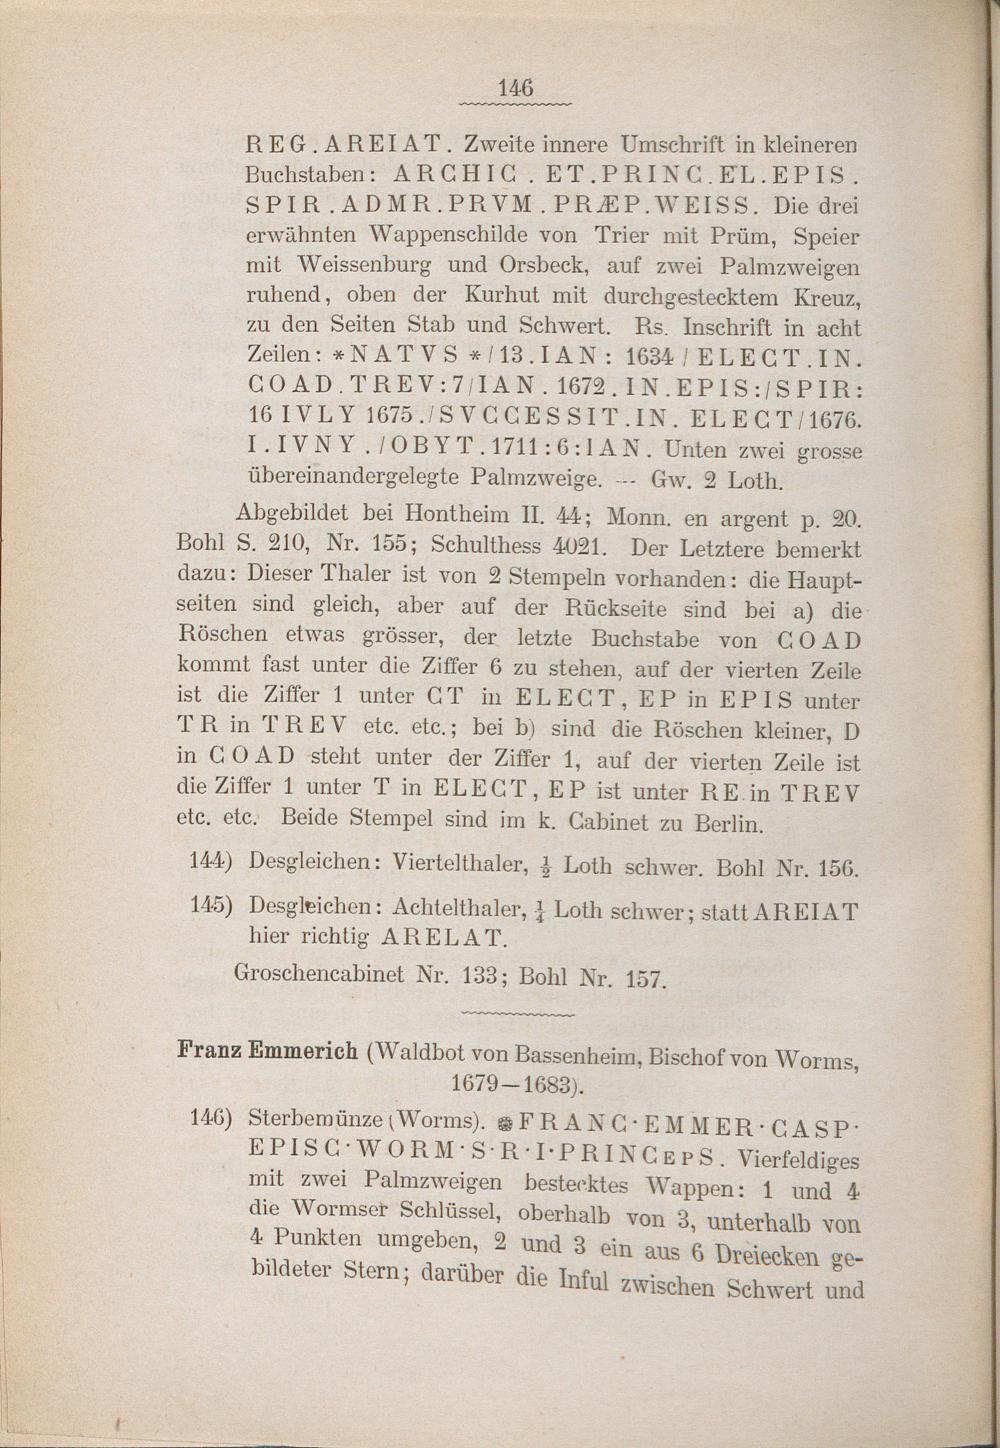 146
REG. AREIAT. Zweite innere Umschrift in kleineren
Buchstaben: ARCHIC. ET. PRINC. EL. EPIS.
SPIR. ADMR. PRVM. PRÆP. WEISS. Die drei
erwähnten Wappenschilde von Trier mit Prüm, Speier
mit Weissenburg und Orsbeck, auf zwei Palmzweigen
ruhend, oben der Kurhut mit durchgestecktem Kreuz,
zu den Seiten Stab und Schwert. Rs. Inschrift in acht
Zeilen: *NATVS */13. IAN: 1634/ELECT. IN.
COAD. TREV:7/IAN. 1672. IN. EPIS:/SPIR:
16 IVLY 1675./SVCCESSIT. IN. ELECT/1676.
I. IVNY./OBYT. 1711:6:IAN. Unten zwei grosse
übereinandergelegte Palmzweige. — Gw. 2 Loth.
Abgebildet bei Hontheim II. 44; Monn. en argent p. 20.
Bohl S. 210, Nr. 155; Schulthess 4021. Der Letztere bemerkt
dazu: Dieser Thaler ist von 2 Stempeln vorhanden: die Haupt-
seiten sind gleich, aber auf der Rückseite sind bei a) die
Röschen etwas grösser, der letzte Buchstabe von COAD
kommt fast unter die Ziffer 6 zu stehen, auf der vierten Zeile
ist die Ziffer 1 unter CT in ELECT, EP in EPIS unter
TR in TREV etc. etc.; bei b) sind die Röschen kleiner, D
in COAD steht unter der Ziffer 1, auf der vierten Zeile ist
die Ziffer 1 unter T in ELECT, EP ist unter RE in TREV
etc. etc. Beide Stempel sind im k. Cabinet zu Berlin.
144) Desgleichen: Viertelthaler, ½ Loth schwer. Bohl Nr. 156.
145) Desgleichen: Achtelthaler, ¼ Loth schwer; statt AREIAT
hier richtig ARELAT.
Groschencabinet Nr. 133; Bohl Nr. 157.
Franz Emmerich (Waldbot von Bassenheim, Bischof von Worms,
1679—1683).
146) Sterbemünze (Worms). ❁FRANC·EMMER·CASP·
EPISC·WORM·S·R·I·PRINCEPS. Vierfeldiges
mit zwei Palmzweigen bestecktes Wappen: 1 und 4
die Wormser Schlüssel, oberhalb von 3, unterhalb von
4 Punkten umgeben, 2 und 3 ein aus 6 Dreiecken ge-
bildeter Stern; darüber die Inful zwischen Schwert und